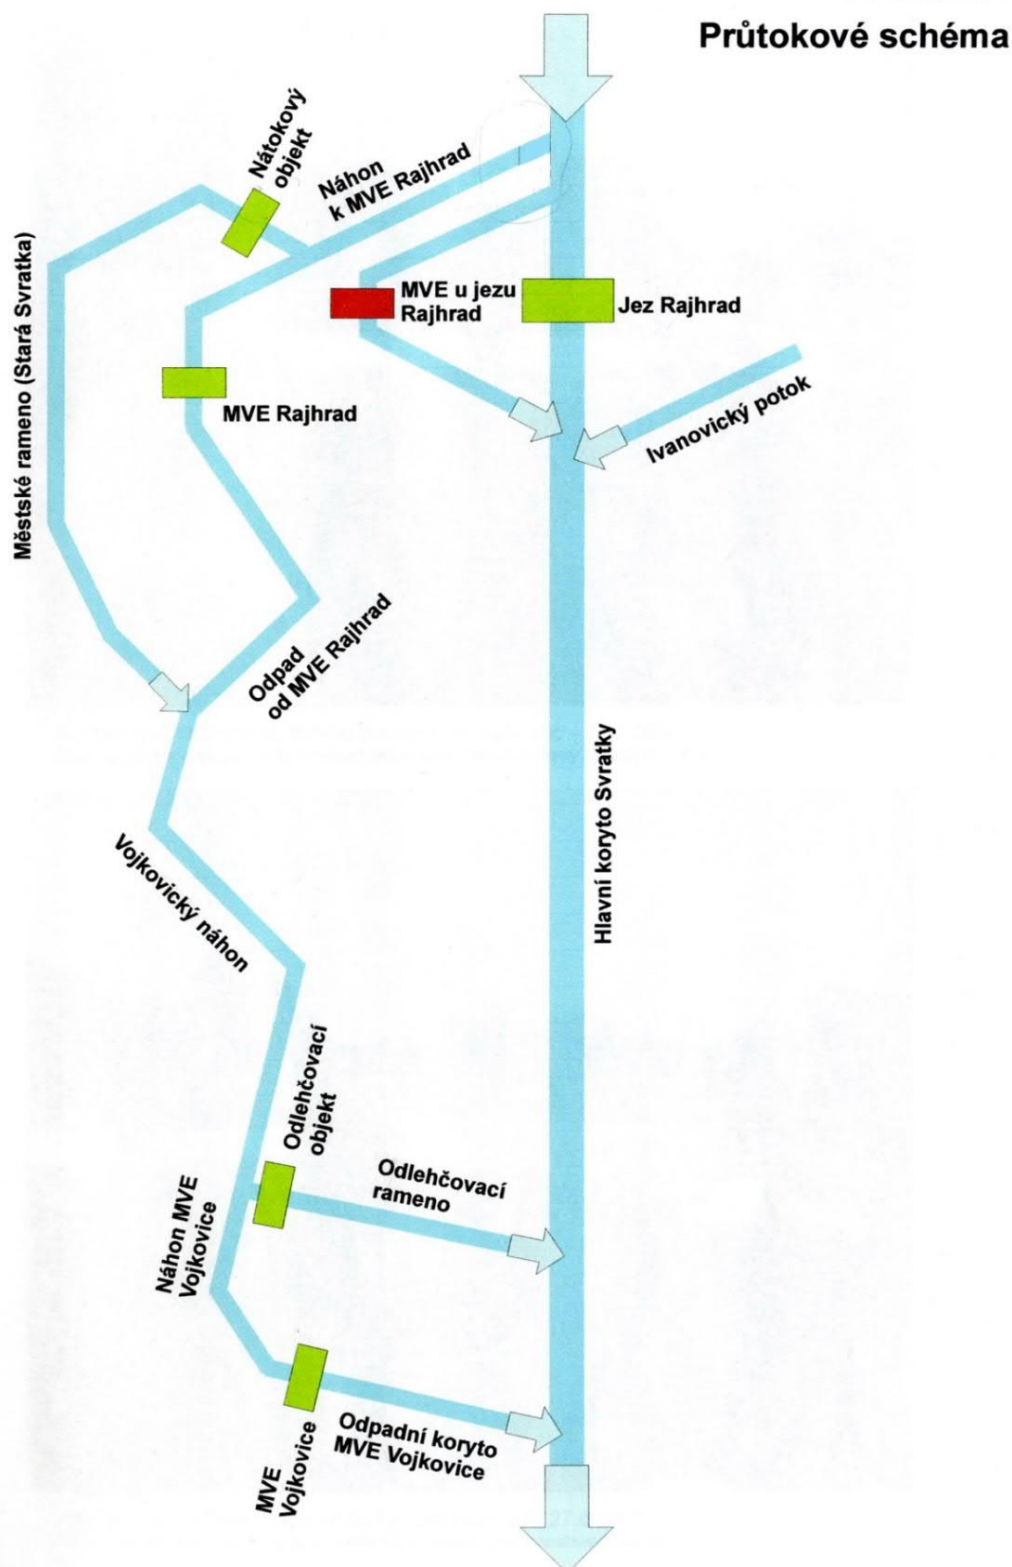 Průtokové schéma
Nátokový
objekt
Náhon
k MVE Rajhrad
Městské rameno (Stará Svratka)
MVE u jezu
Rajhrad
Jez Rajhrad
MVE Rajhrad
Ivanovický potok
Odpad
od MVE Rajhrad
Hlavní koryto Svratky
Vojkovický náhon
Odlehčovací
objekt
Odlehčovací
rameno
Náhon MVE
Vojkovice
Odpadní koryto
MVE Vojkovice
MVE
Vojkovice